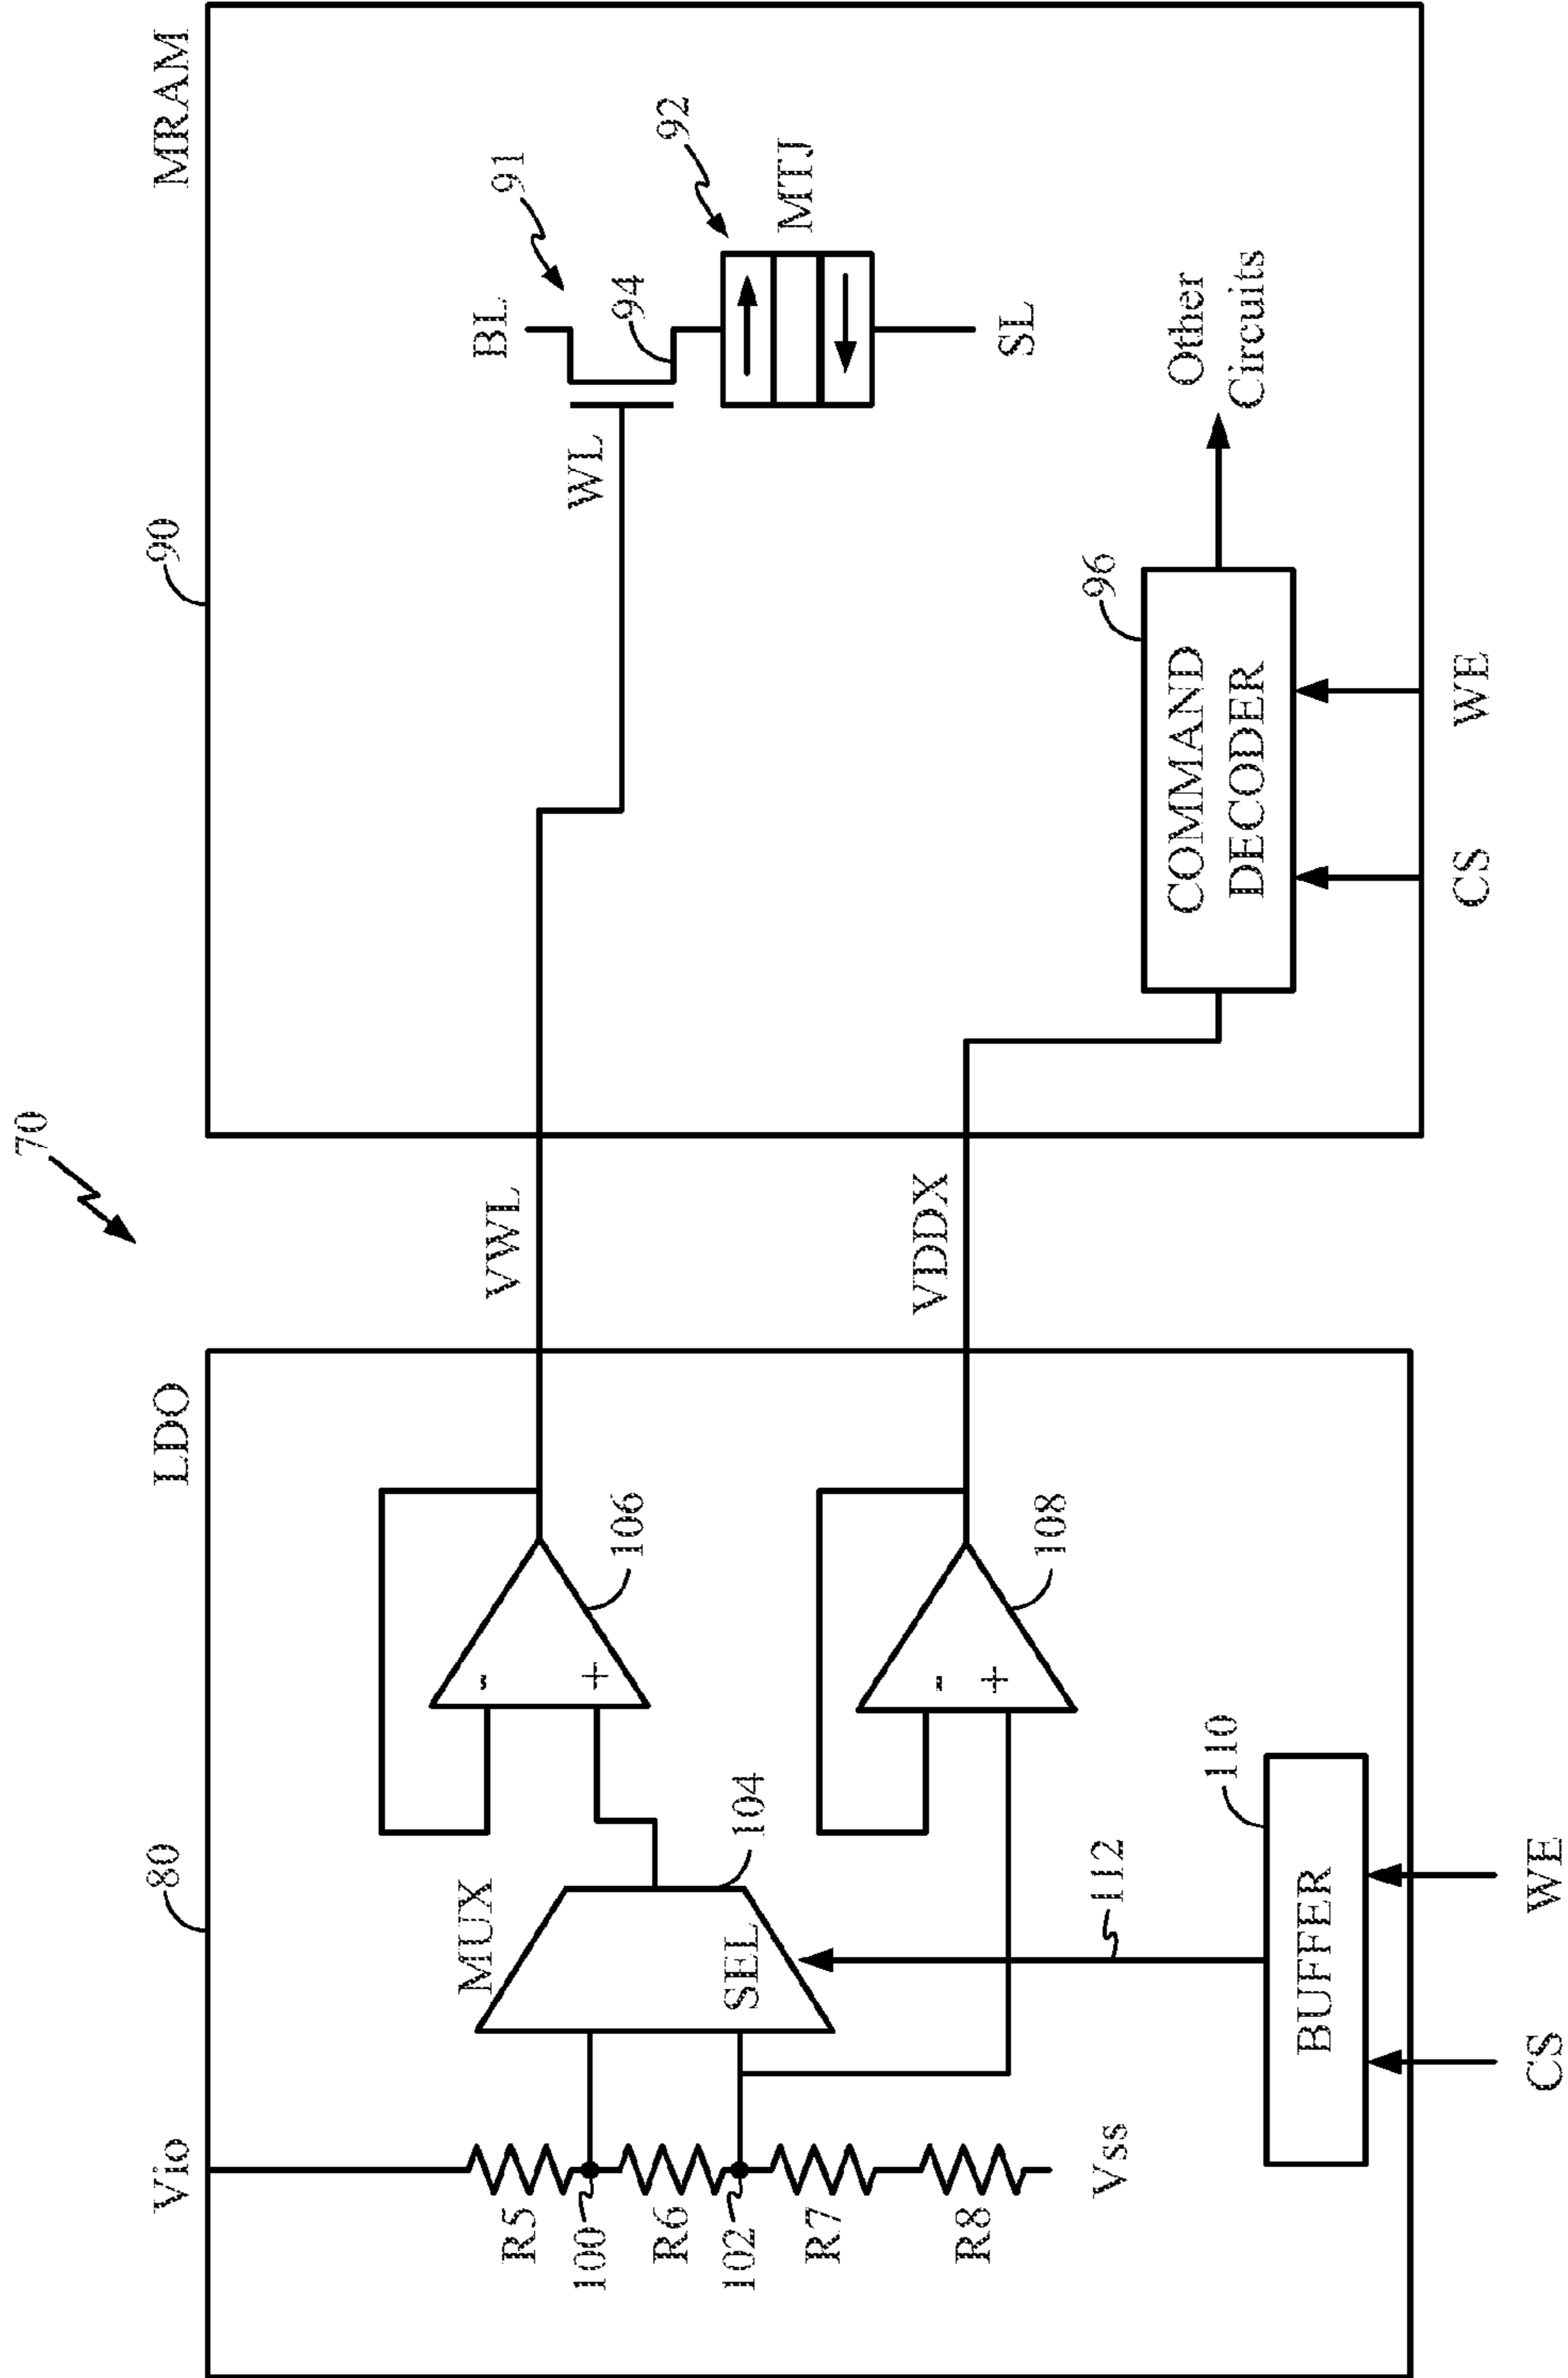 70
80
LDO
90
MRAM
Vio
MUX
VWL
91
BL
92
WL
94
MTJ
SL
R5
100
R6
102
R7
R8
Vss
SEL
104
-
+
106
-
+
108
VDDX
112
110
BUFFER
CS
WE
96
COMMAND
DECODER
Other
Circuits
CS
WE